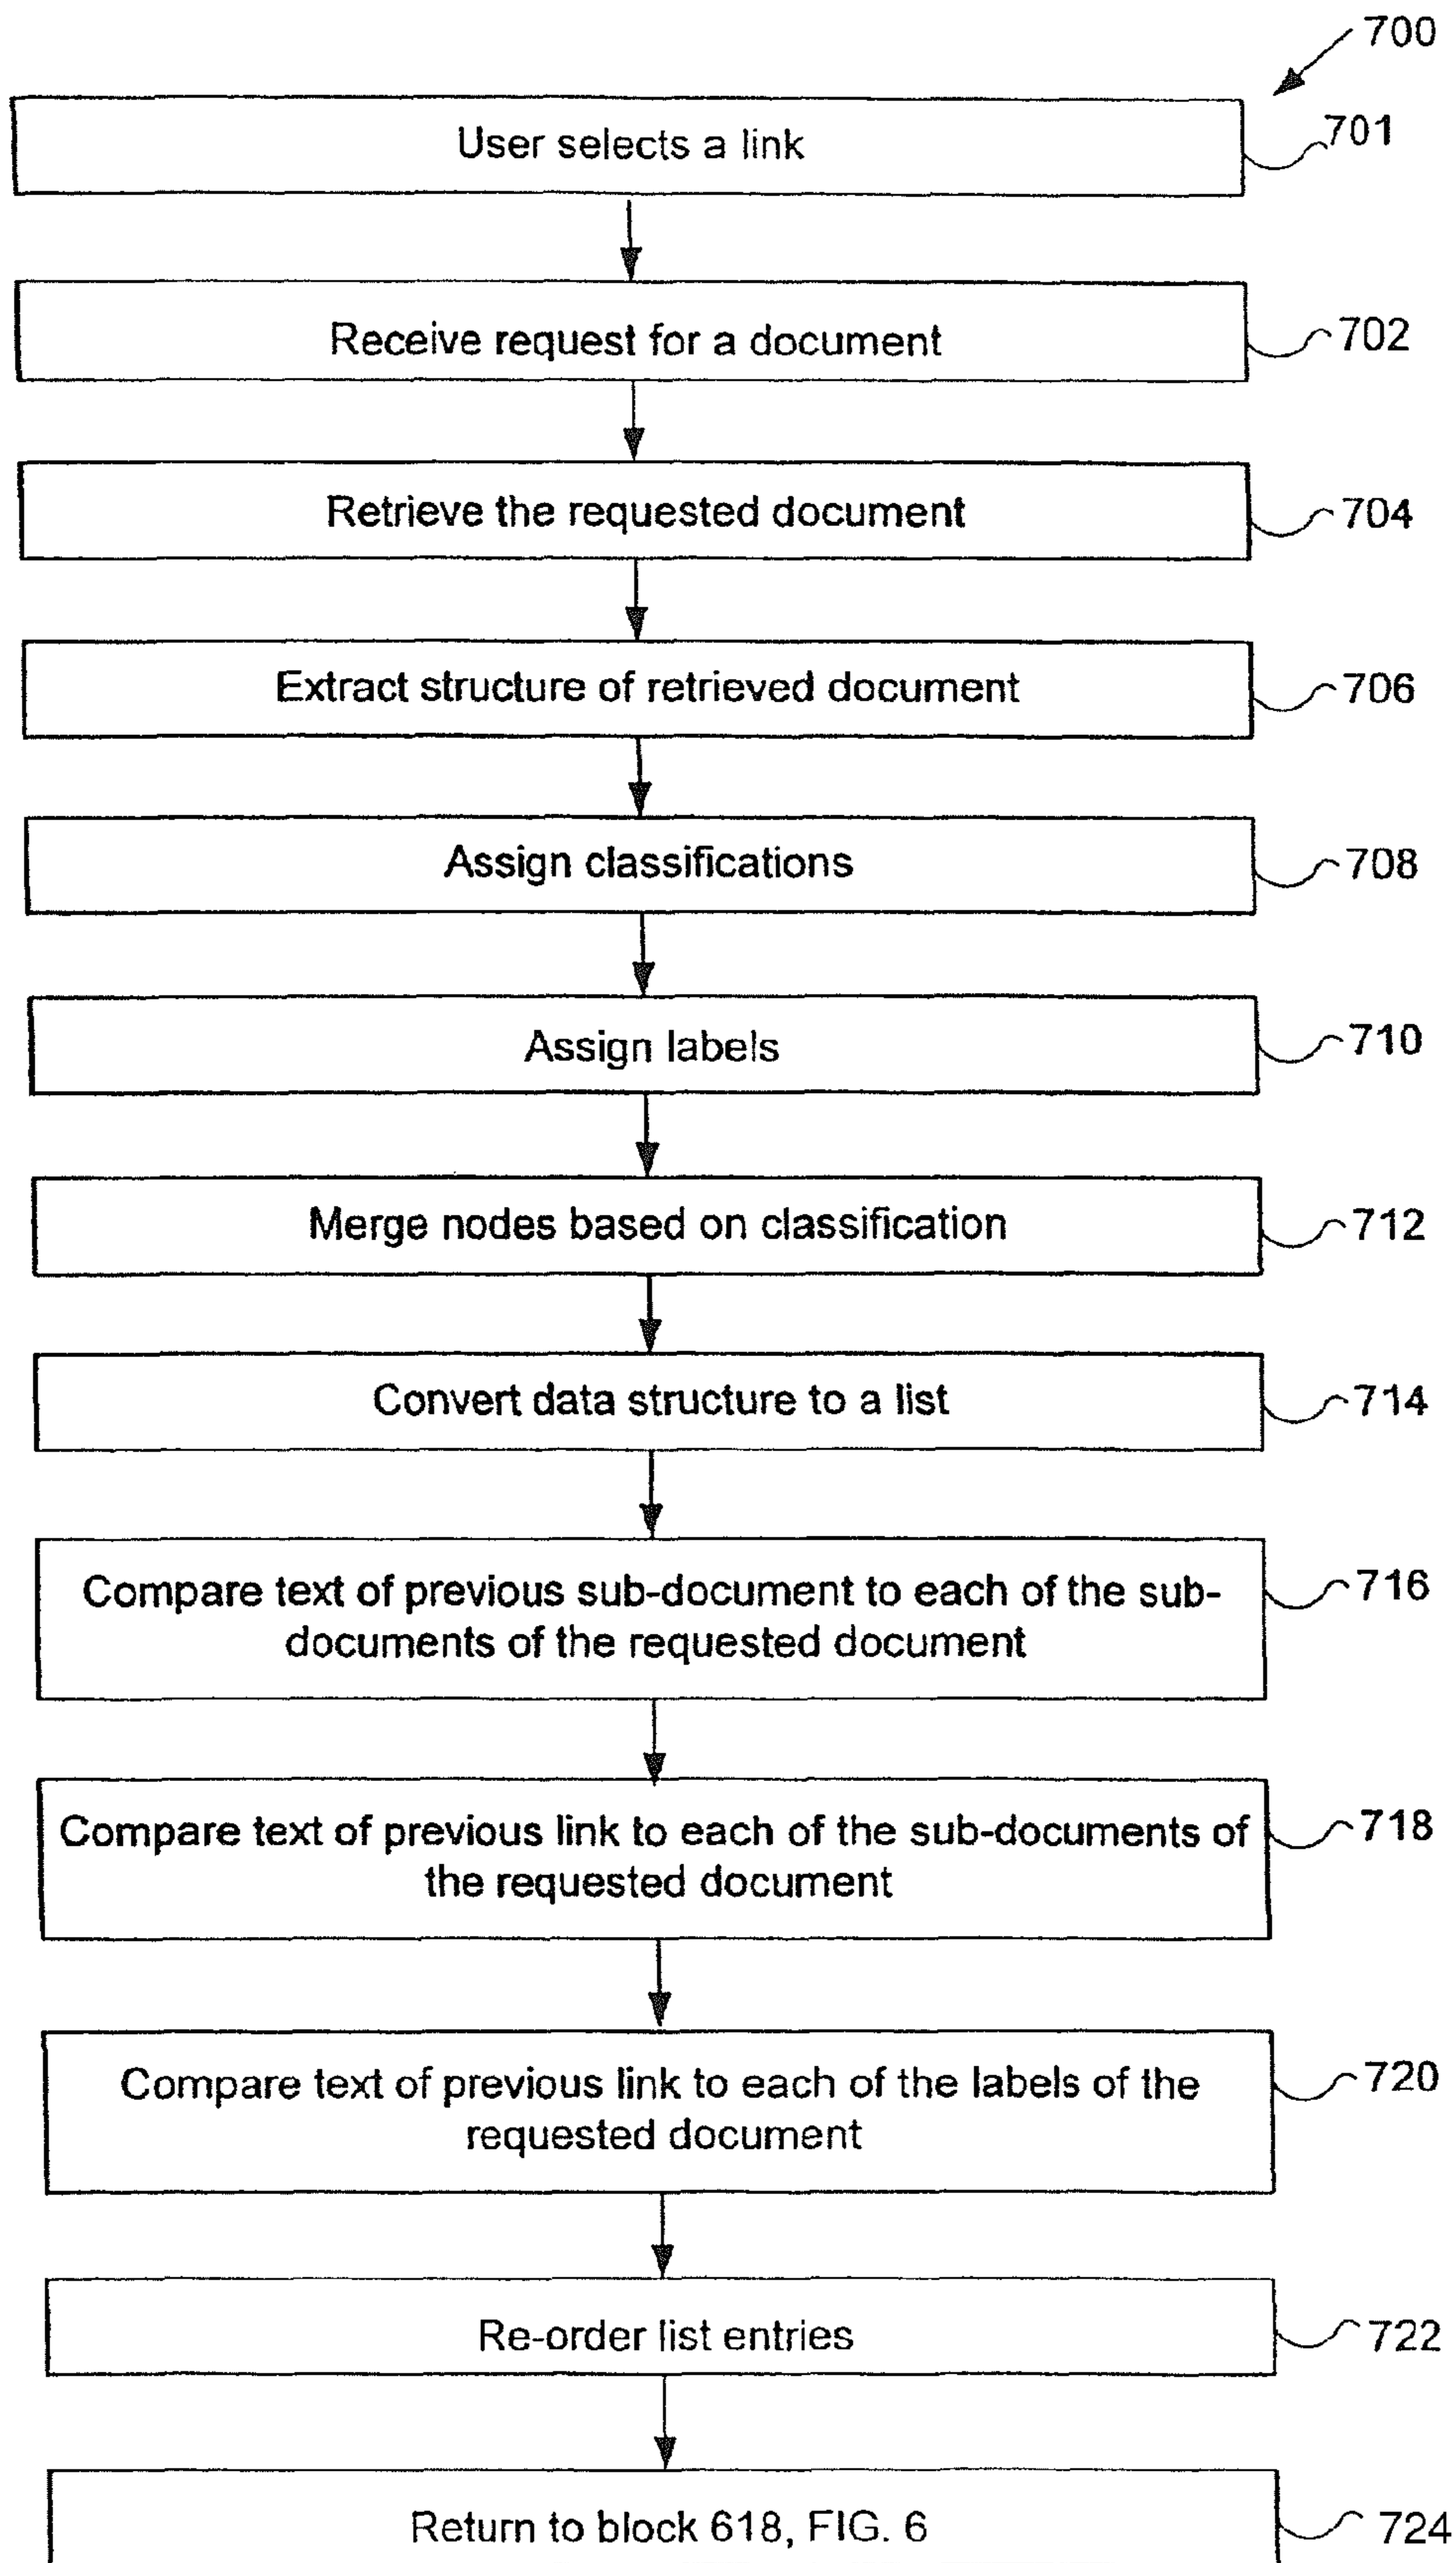 700
User selects a link
701
Receive request for a document
702
Retrieve the requested document
704
Extract structure of retrieved document
706
Assign classifications
708
Assign labels
710
Merge nodes based on classification
712
Convert data structure to a list
714
Compare text of previous sub-document to each of the sub-
documents of the requested document
716
Compare text of previous link to each of the sub-documents of
the requested document
718
Compare text of previous link to each of the labels of the
requested document
720
Re-order list entries
722
Return to block 618, FIG. 6
724